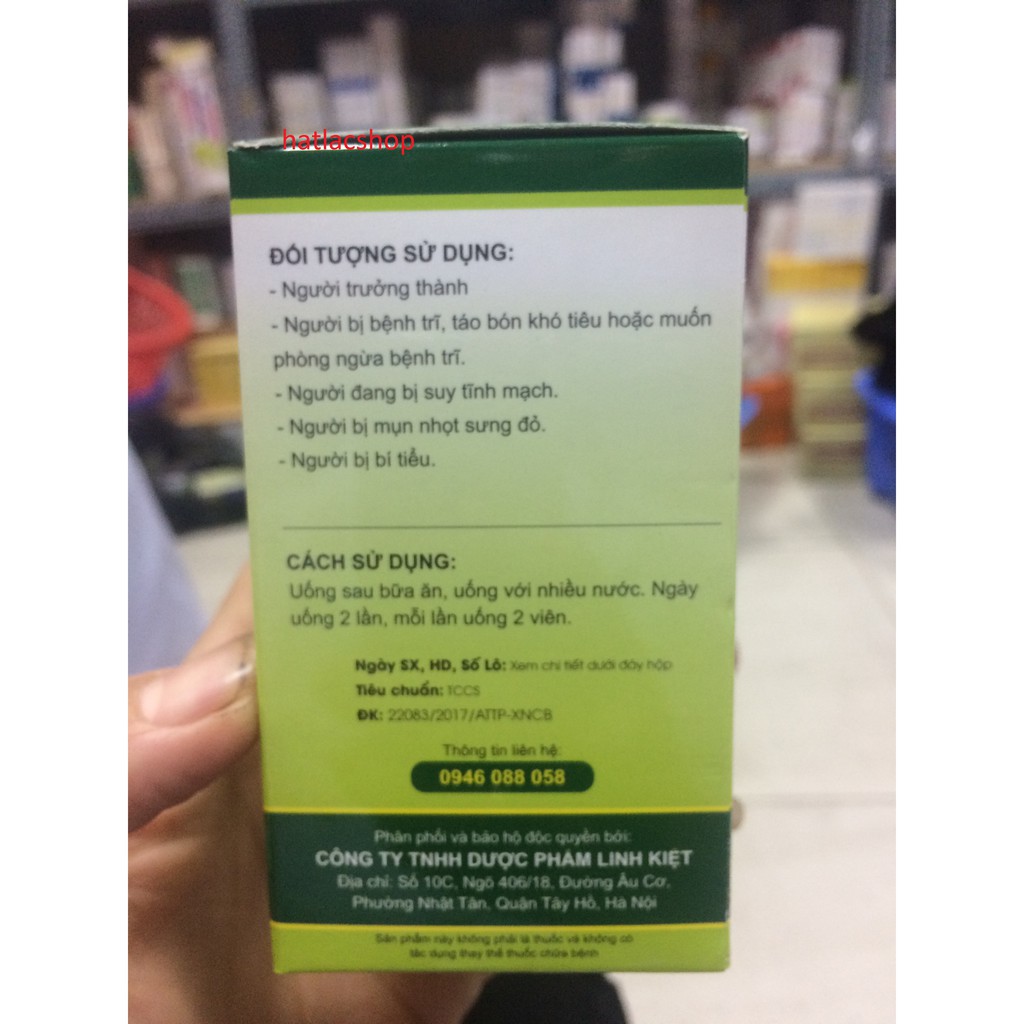 hatlacshop
ĐỐI TƯỢNG SỬ DỤNG:
- Người trưởng thành
- Người bị bệnh trĩ, táo bón khó tiêu hoặc muốn
phòng ngừa bệnh trĩ.
- Người đang bị suy tĩnh mạch.
- Người bị mụn nhọt sưng đỏ.
- Người bị bí tiểu.
CÁCH SỬ DỤNG:
Uống sau bữa ăn, uống với nhiều nước. Ngày
uống 2 lần, mỗi lần uống 2 viên.
Ngày SX, HD, Số Lô: Xem chi tiết dưới đáy hộp
Tiêu chuẩn: TCCS
ĐK: 22083/2017/ATTP-XNCB
Thông tin liên hệ:
0946 088 058
Phân phối và bảo hộ độc quyền bởi:
CÔNG TY TNHH DƯỢC PHẨM LINH KIỆT
Địa chỉ: Số 10C, Ngõ 406/18, Đường Âu Cơ,
Phường Nhật Tân, Quận Tây Hồ, Hà Nội
Sản phẩm này không phải là thuốc và không có
tác dụng thay thế thuốc chữa bệnh